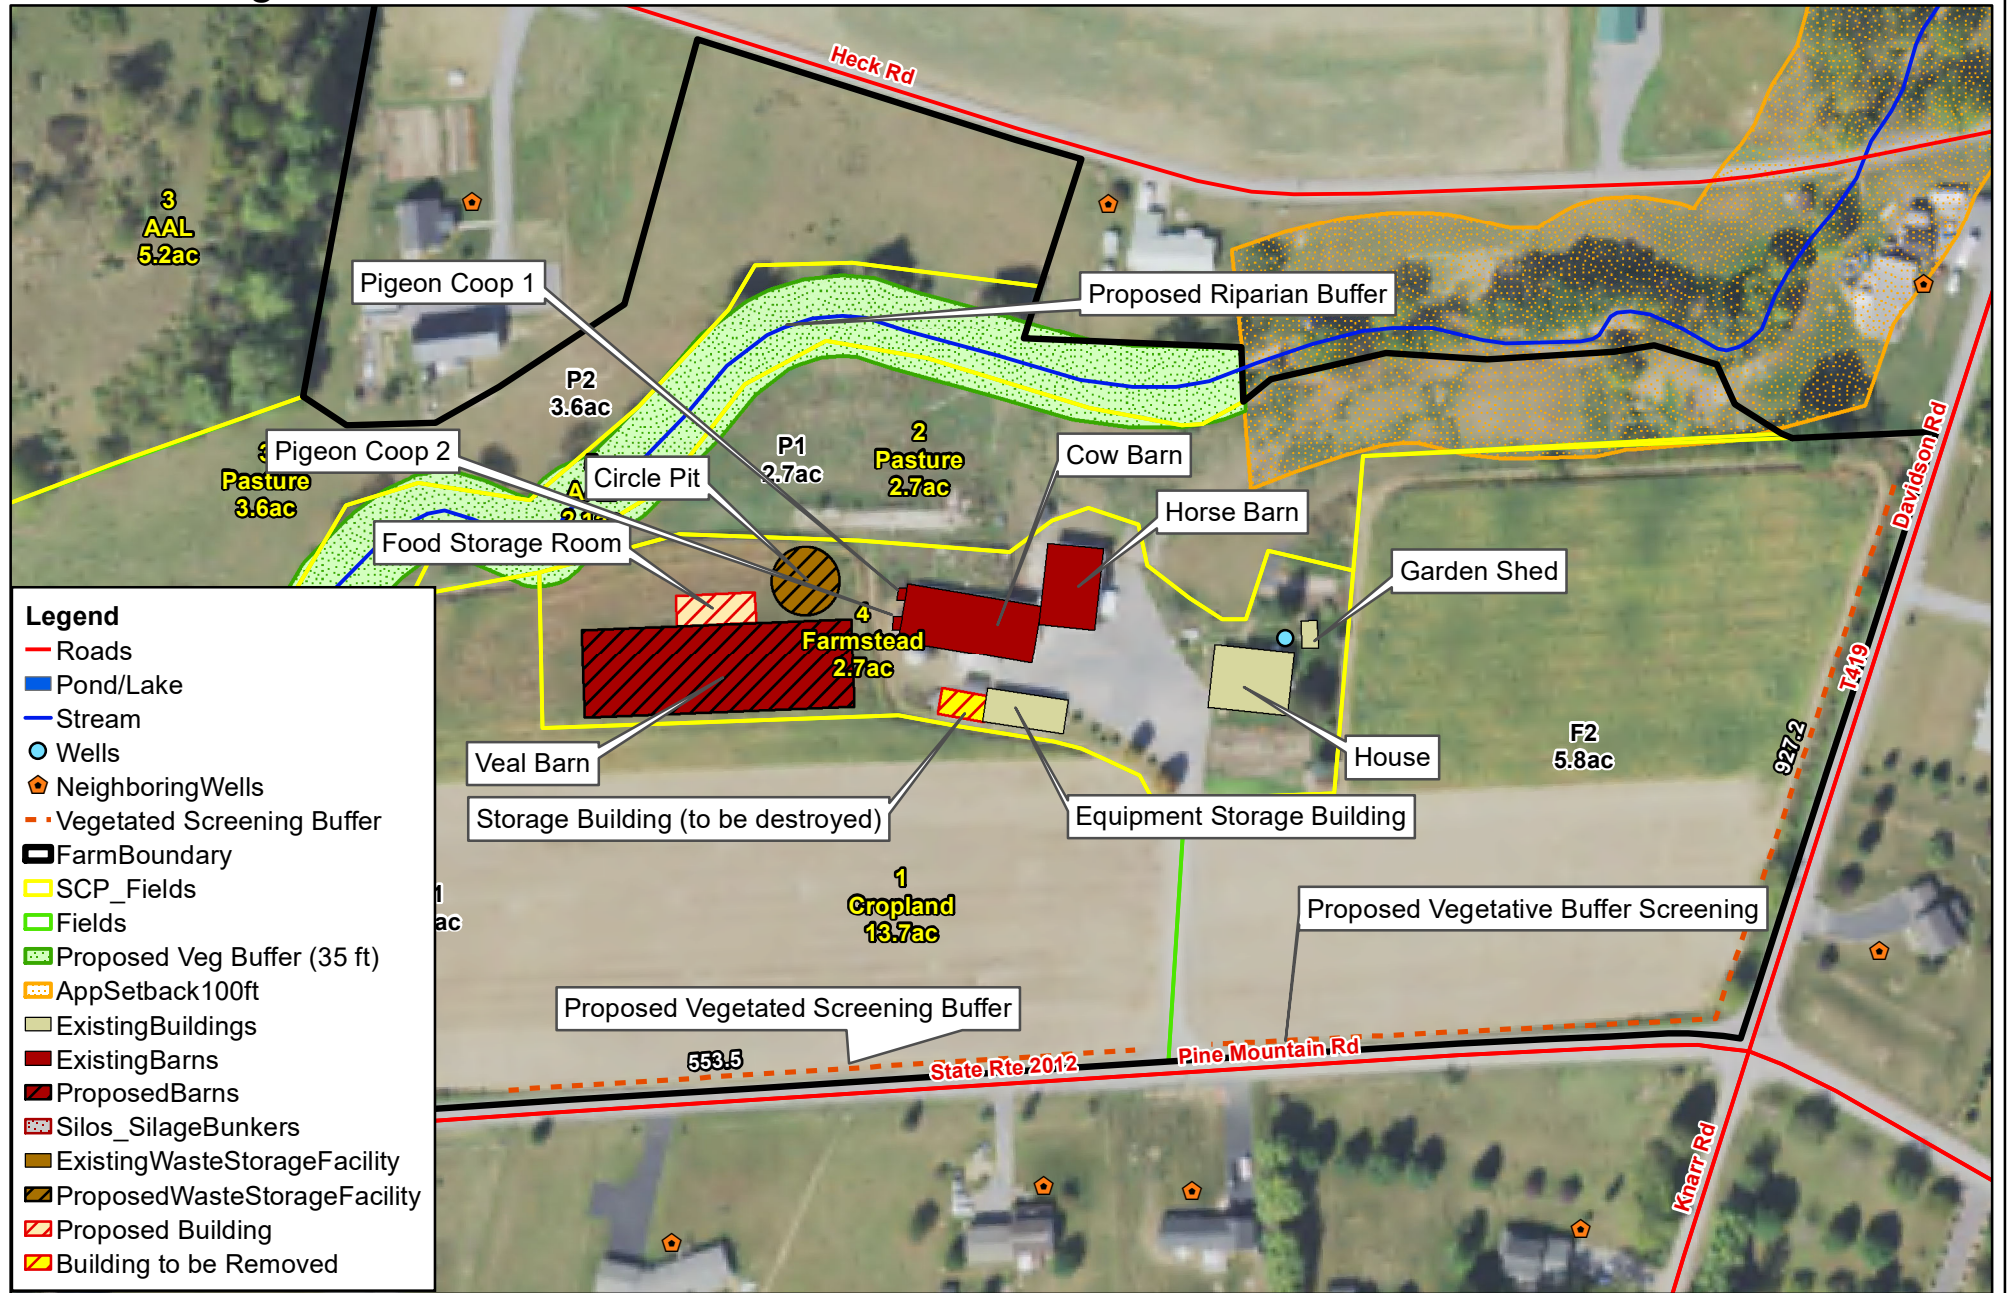 Heck Rd
3
AAL
5.2ac
Pigeon Coop 1
Proposed Riparian Buffer
P2
3.6ac
Pigeon Coop 2
Circle Pit
P1
2.7ac
2
Pasture
2.7ac
Cow Barn
Pasture
3.6ac
Horse Barn
Food Storage Room
Garden Shed
Davidson Rd
T419
4
Farmstead
2.7ac
Veal Barn
House
F2
5.8ac
927.2
Storage Building (to be destroyed)
Equipment Storage Building
1
Cropland
13.7ac
1
ac
Proposed Vegetative Buffer Screening
Proposed Vegetated Screening Buffer
553.5
State Rte 2012
Pine Mountain Rd
Knarr Rd
Legend
Roads
Pond/Lake
Stream
Wells
NeighboringWells
Vegetated Screening Buffer
FarmBoundary
SCP_Fields
Fields
Proposed Veg Buffer (35 ft)
AppSetback100ft
ExistingBuildings
ExistingBarns
ProposedBarns
Silos_SilageBunkers
ExistingWasteStorageFacility
ProposedWasteStorageFacility
Proposed Building
Building to be Removed